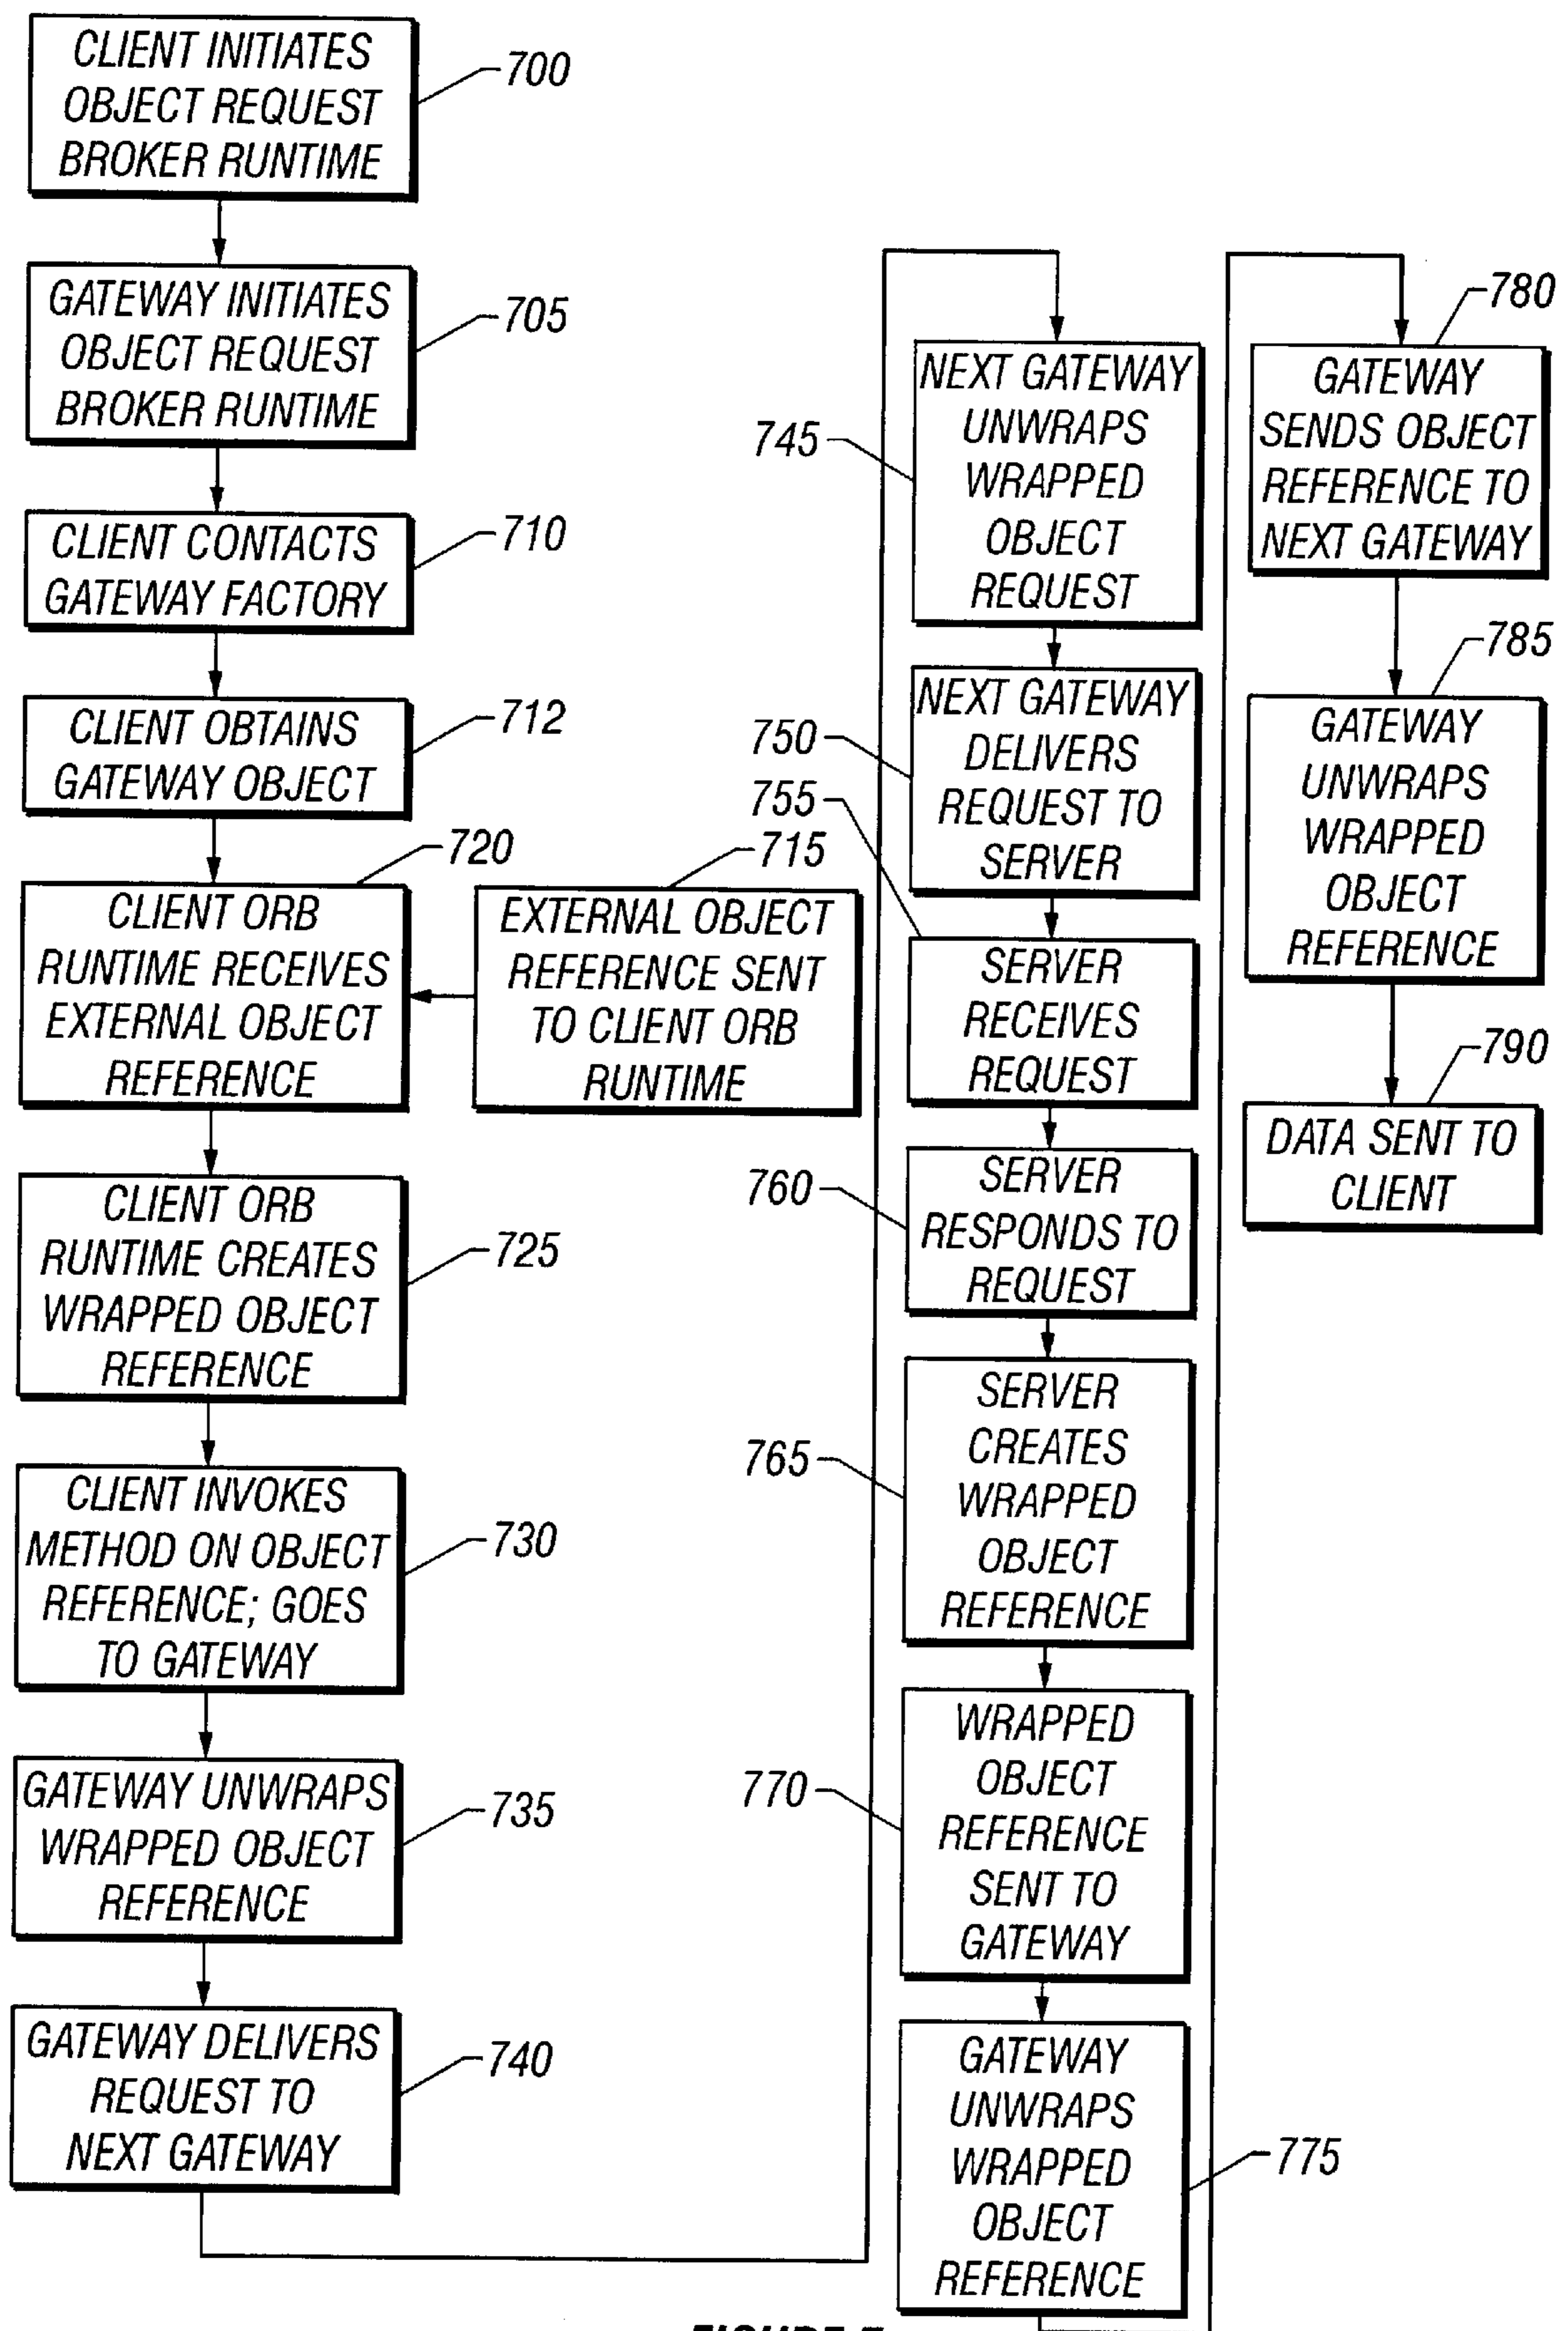 CLIENT INITIATES
OBJECT REQUEST
BROKER RUNTIME
700
GATEWAY INITIATES
OBJECT REQUEST
BROKER RUNTIME
705
CLIENT CONTACTS
GATEWAY FACTORY
710
CLIENT OBTAINS
GATEWAY OBJECT
712
720
CLIENT ORB
RUNTIME RECEIVES
EXTERNAL OBJECT
REFERENCE
715
EXTERNAL OBJECT
REFERENCE SENT
TO CLIENT ORB
RUNTIME
CLIENT ORB
RUNTIME CREATES
WRAPPED OBJECT
REFERENCE
725
CLIENT INVOKES
METHOD ON OBJECT
REFERENCE; GOES
TO GATEWAY
730
GATEWAY UNWRAPS
WRAPPED OBJECT
REFERENCE
735
GATEWAY DELIVERS
REQUEST TO
NEXT GATEWAY
740
745
NEXT GATEWAY
UNWRAPS
WRAPPED
OBJECT
REQUEST
750
NEXT GATEWAY
DELIVERS
REQUEST TO
SERVER
755
SERVER
RECEIVES
REQUEST
760
SERVER
RESPONDS TO
REQUEST
765
SERVER
CREATES
WRAPPED
OBJECT
REFERENCE
770
WRAPPED
OBJECT
REFERENCE
SENT TO
GATEWAY
GATEWAY
UNWRAPS
WRAPPED
OBJECT
REFERENCE
775
780
GATEWAY
SENDS OBJECT
REFERENCE TO
NEXT GATEWAY
785
GATEWAY
UNWRAPS
WRAPPED
OBJECT
REFERENCE
790
DATA SENT TO
CLIENT
FIGURE 7